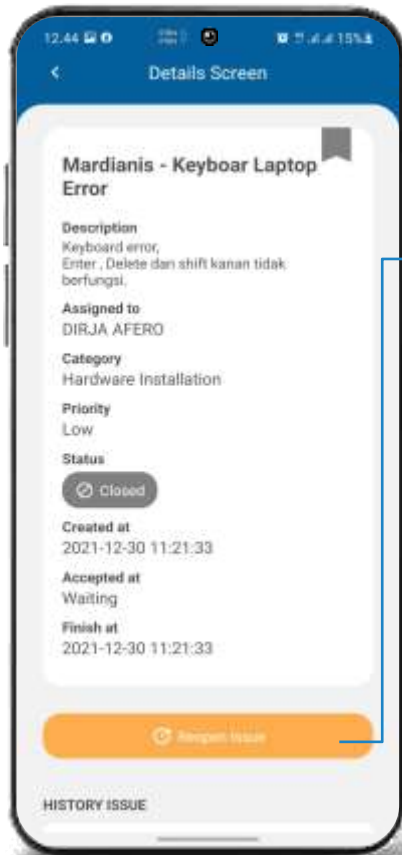 12.44
15%
Details Screen
Mardianis - Keyboar Laptop
Error
Description
Keyboard error,
Enter , Delete dan shift kanan tidak
berfungsi.
Assigned to
DIRJA AFERO
Category
Hardware Installation
Priority
Low
Status
Closed
Created at
2021-12-30 11:21:33
Accepted at
Waiting
Finish at
2021-12-30 11:21:33
Reopen Issue
HISTORY ISSUE